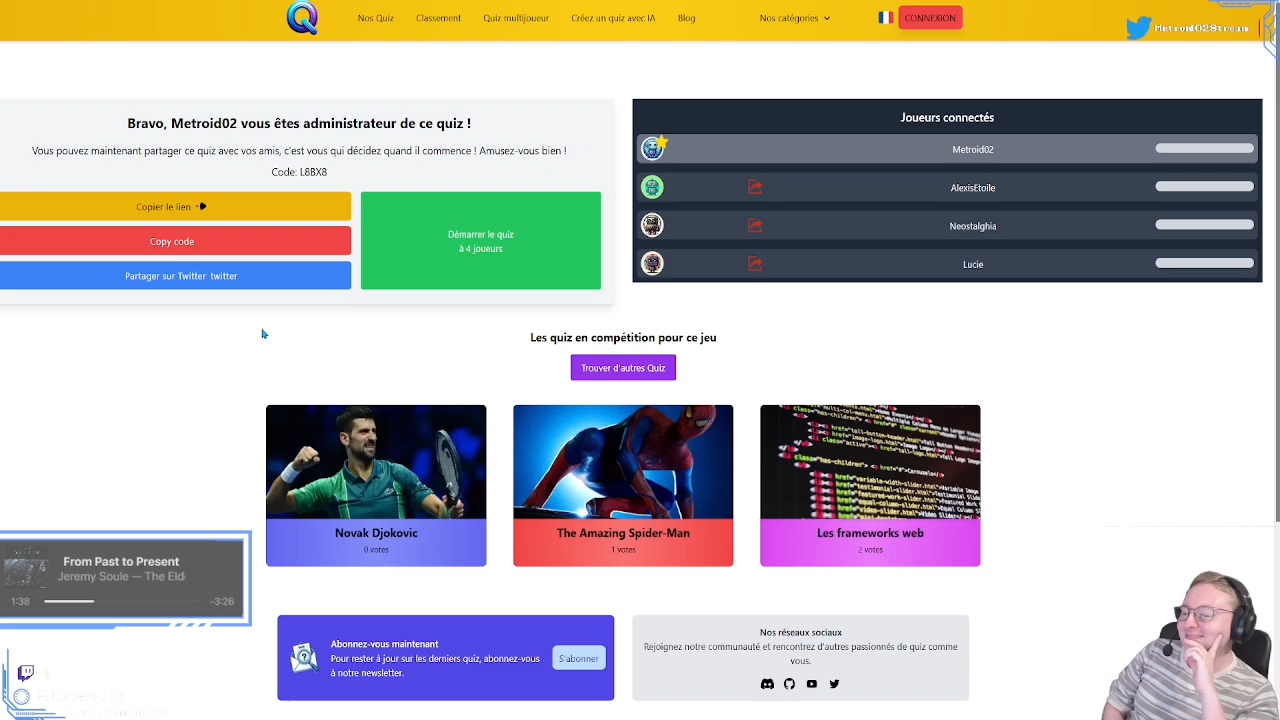 Nos Quiz
Classement
Quiz multijoueur
Créez un quiz avec IA
Blog
Nos catégories
CONNEXION
Metroid02Stream
Bravo, Metroid02 vous êtes administrateur de ce quiz !
Vous pouvez maintenant partager ce quiz avec vos amis, c'est vous qui décidez quand il commence ! Amusez-vous bien !
Code: L8BX8
Copier le lien
Copy code
Partager sur Twitter twitter
Démarrer le quiz
à 4 joueurs
Joueurs connectés
Metroid02
AlexisEtoile
Neostalghia
Lucie
Les quiz en compétition pour ce jeu
Trouver d'autres Quiz
Novak Djokovic
0 votes
The Amazing Spider-Man
1 votes
Les frameworks web
2 votes
From Past to Present
Jeremy Soule — The Eld
1:38
-3:26
Abonnez-vous maintenant
Pour rester à jour sur les derniers quiz, abonnez-vous
à notre newsletter.
S'abonner
Nos réseaux sociaux
Rejoignez notre communauté et rencontrez d'autres passionnés de quiz comme
vous.